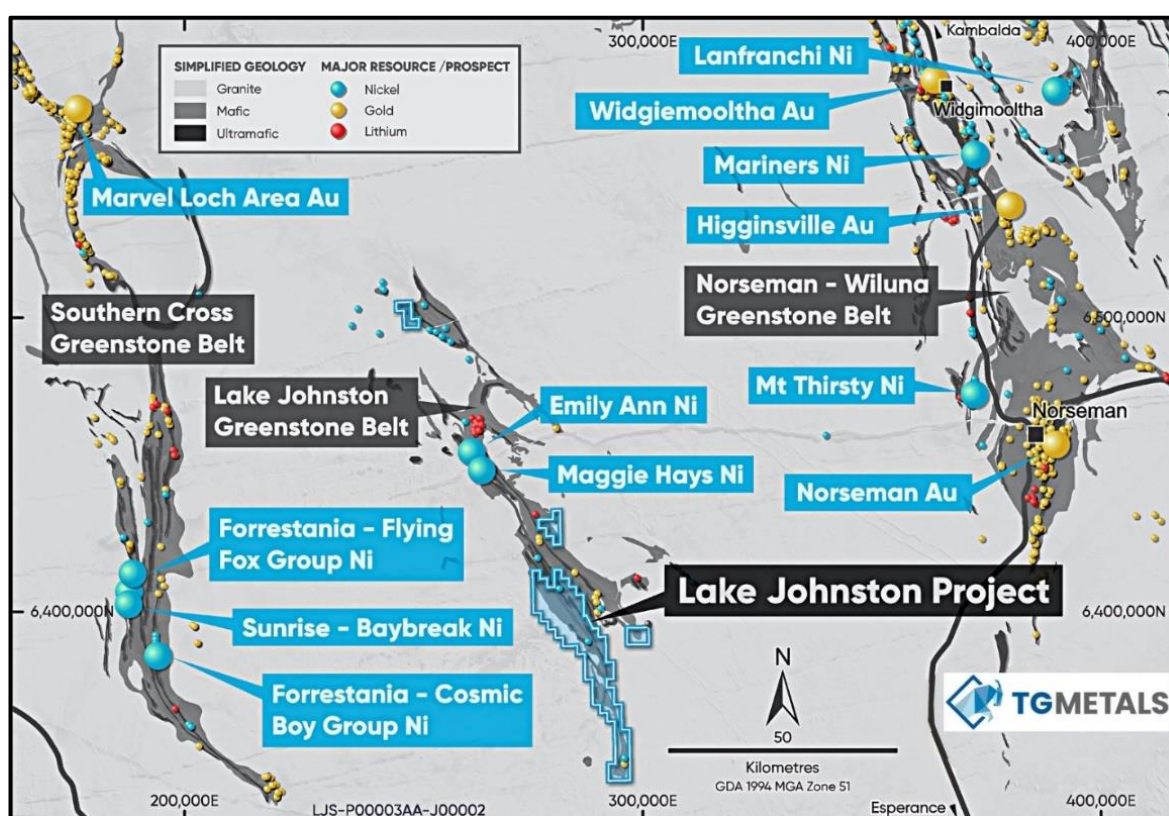 300,000E
Kambalda
400,000E
SIMPLIFIED GEOLOGY
Granite
Mafic
Ultramafic
MAJOR RESOURCE /PROSPECT
Nickel
Gold
Lithium
Lanfranchi Ni
Widgiemooltha Au
Widgimooltha
Mariners Ni
Marvel Loch Area Au
Higginsville Au
Norseman - Wiluna
Greenstone Belt
Southern Cross
Greenstone Belt
6,500,000N
Lake Johnston
Greenstone Belt
Emily Ann Ni
Mt Thirsty Ni
Norseman
Maggie Hays Ni
Norseman Au
Forrestania - Flying
Fox Group Ni
Lake Johnston Project
6,400,000N
6,400,000N
Sunrise - Baybreak Ni
N
Forrestania - Cosmic
Boy Group Ni
TGMETALS
50
Kilometres
GDA 1994 MGA Zone 51
200,000E
LJS-P00003AA-J00002
300,000E
Esperance
400,000E